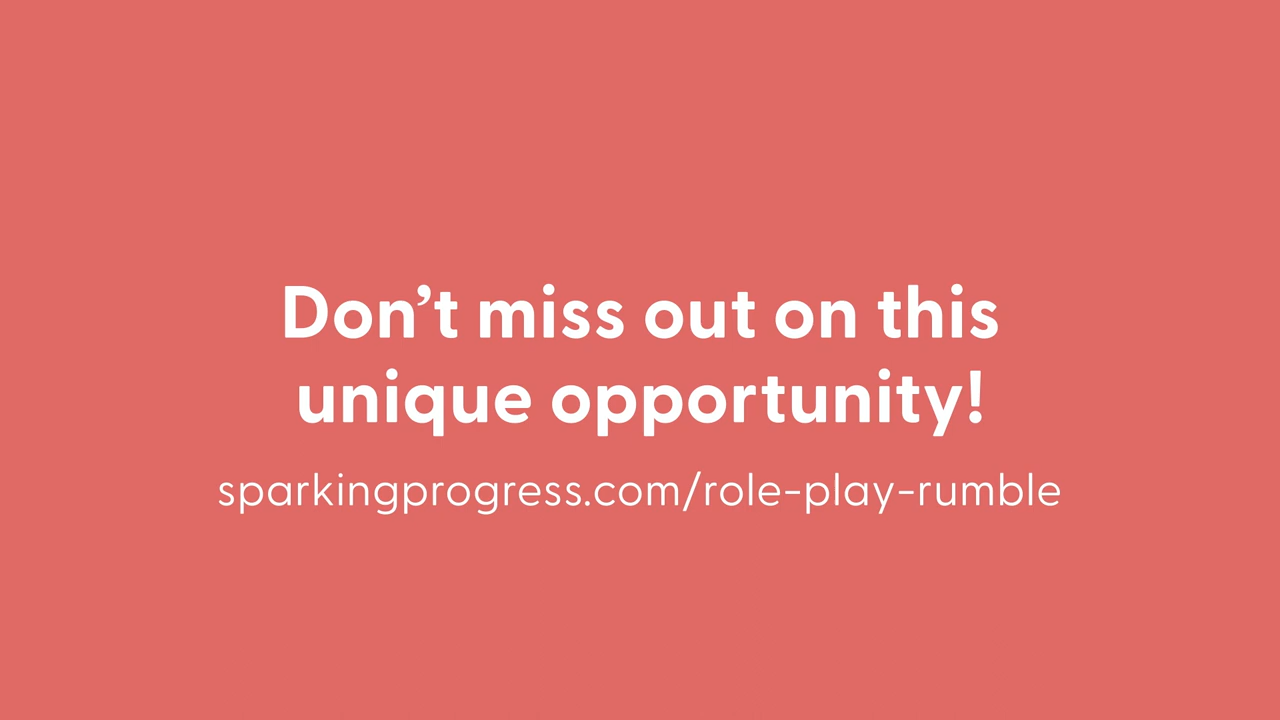 Don’t miss out on this
unique opportunity!
sparkingprogress.com/role-play-rumble